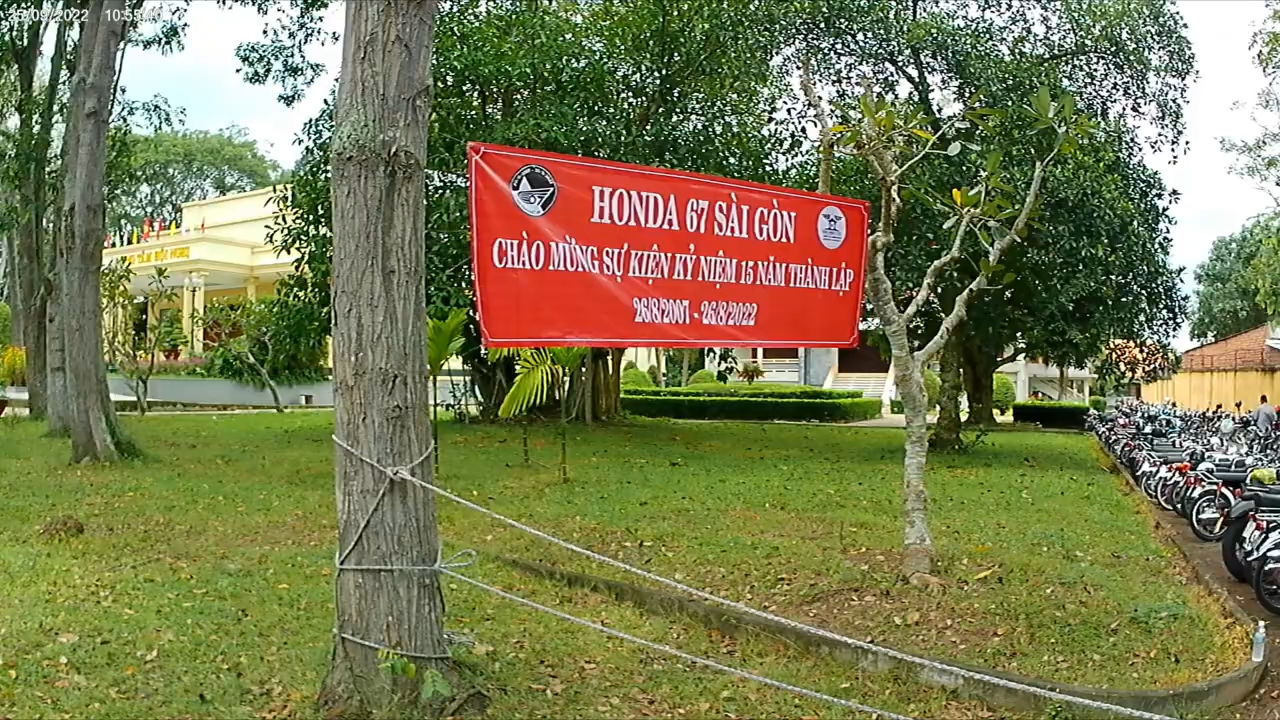 25/09/2022 10:55
HONDA 67 SÀI GÒN
CHÀO MỪNG SỰ KIỆN KỶ NIỆM 15 NĂM THÀNH LẬP
26/8/2007 - 26/8/2022
67